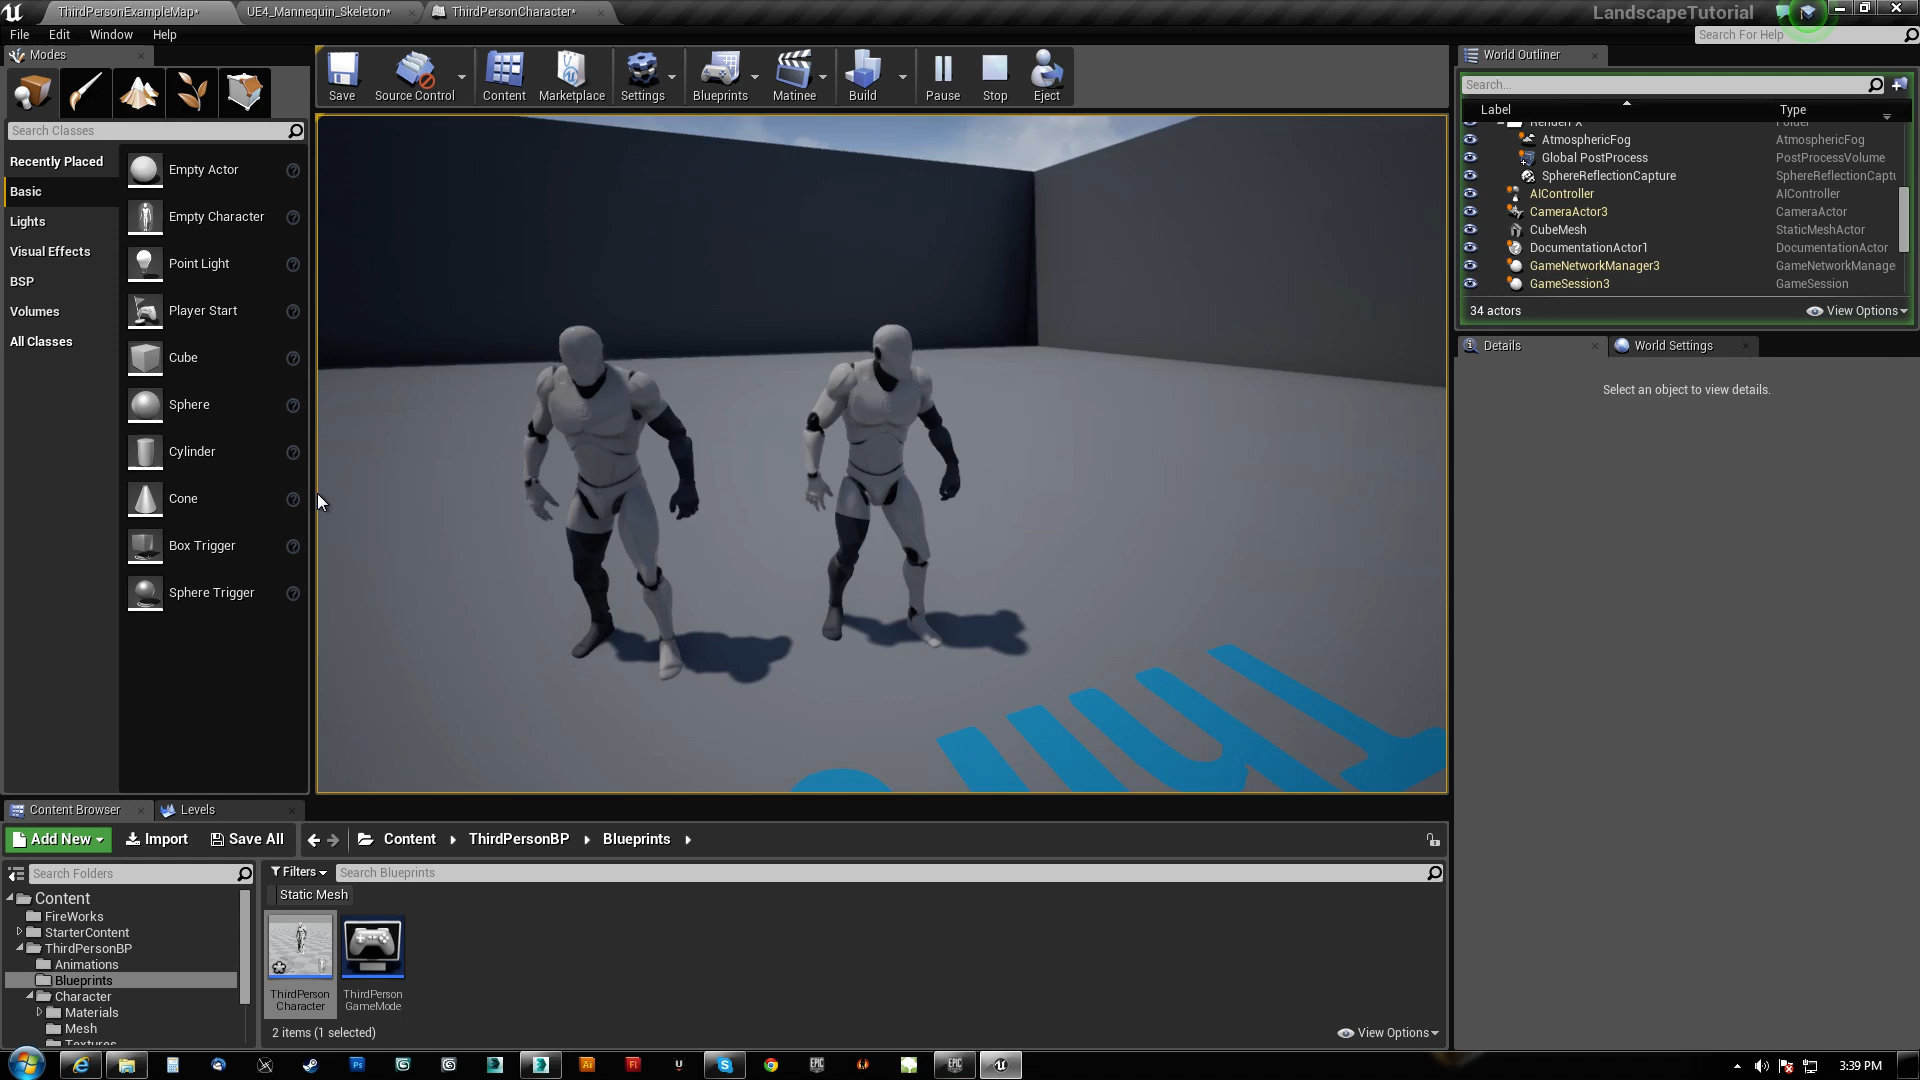 ThirdPersonExampleMap*
UE4_Mannequin_Skeleton*
ThirdPersonCharacter*
LandscapeTutorial
File Edit Window Help
Search For Help
Modes
Save
Source Control
Content
Marketplace
Settings
Blueprints
Matinee
Build
Pause
Stop
Eject
World Outliner
Search...
Label Type
Search Classes
Recently Placed
Basic
Lights
Visual Effects
BSP
Volumes
All Classes
Empty Actor
Empty Character
Point Light
Player Start
Cube
Sphere
Cylinder
Cone
Box Trigger
Sphere Trigger
AtmosphericFog AtmosphericFog
Global PostProcess PostProcessVolume
SphereReflectionCapture SphereReflectionCaptu
AIController AIController
CameraActor3 CameraActor
CubeMesh StaticMeshActor
DocumentationActor1 DocumentationActor
GameNetworkManager3 GameNetworkManage
GameSession3 GameSession
34 actors
View Options
Details
World Settings
Select an object to view details.
Content Browser
Levels
Add New
Import
Save All
Content
ThirdPersonBP
Blueprints
Search Folders
Filters
Search Blueprints
Static Mesh
Content
FireWorks
StarterContent
ThirdPersonBP
Animations
Blueprints
Character
Materials
Mesh
Textures
ThirdPerson
Character
ThirdPerson
GameMode
2 items (1 selected)
View Options
Ps
Ai
Fl
EPIC
EPIC
3:39 PM